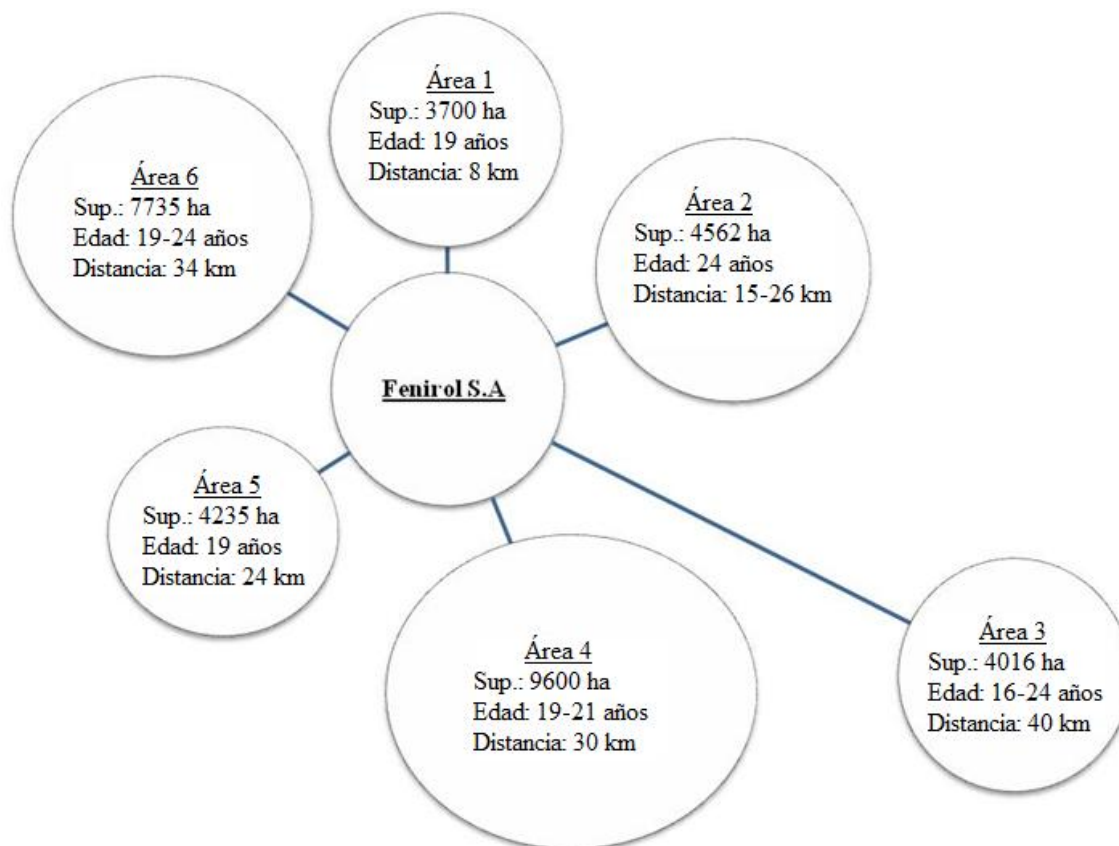 Área 1
Sup.: 3700 ha
Edad: 19 años
Distancia: 8 km
Área 6
Sup.: 7735 ha
Edad: 19-24 años
Distancia: 34 km
Área 2
Sup.: 4562 ha
Edad: 24 años
Distancia: 15-26 km
Fenirol S.A
Área 5
Sup.: 4235 ha
Edad: 19 años
Distancia: 24 km
Área 4
Sup.: 9600 ha
Edad: 19-21 años
Distancia: 30 km
Área 3
Sup.: 4016 ha
Edad: 16-24 años
Distancia: 40 km